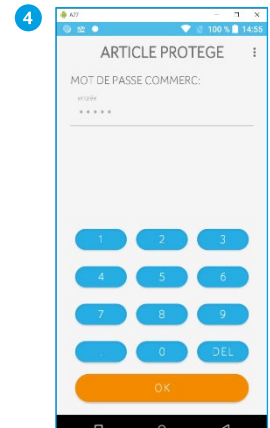 4
A77
100 % 14:55
ARTICLE PROTEGE
MOT DE PASSE COMMERC:
*****
1 2 3
4 5 6
7 8 9
. 0 DEL
OK